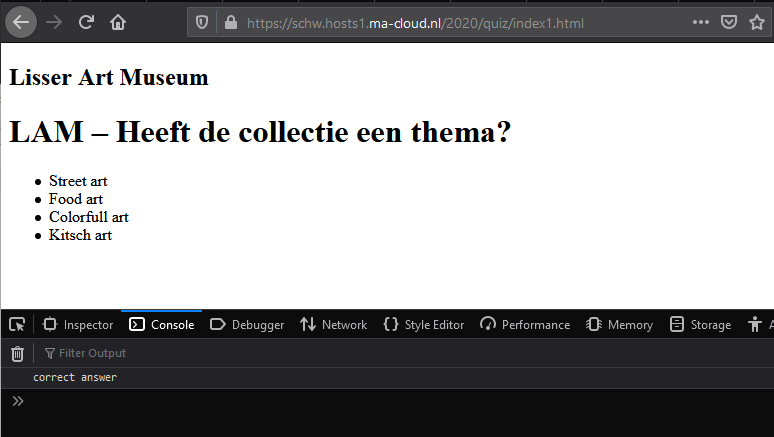 https://schw.hosts1.ma-cloud.nl/2020/quiz/index1.html
Lisser Art Museum
LAM – Heeft de collectie een thema?
Street art
Food art
Colorfull art
Kitsch art
Inspector Console Debugger Network Style Editor Performance Memory Storage A
Filter Output
correct answer